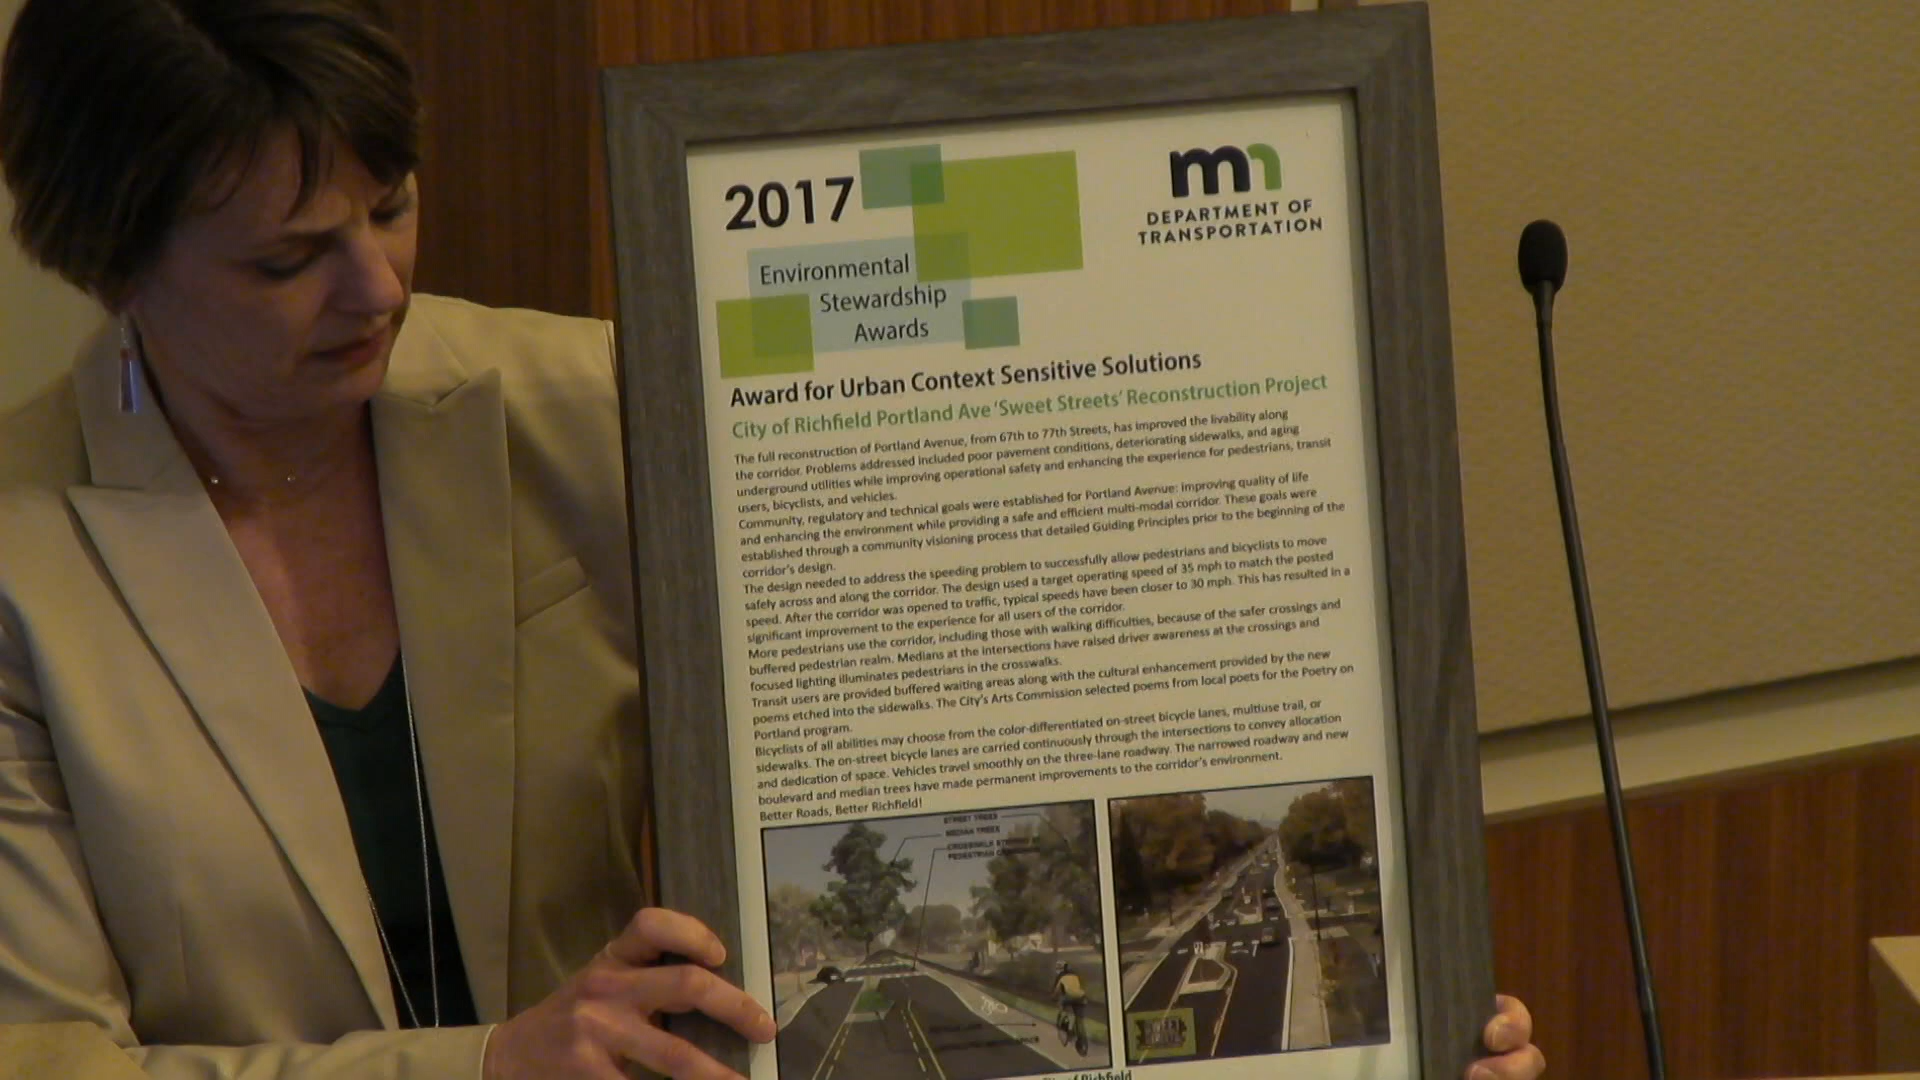 2017
mn
DEPARTMENT OF
TRANSPORTATION
Environmental
Stewardship
Awards
Award for Urban Context Sensitive Solutions
City of Richfield Portland Ave 'Sweet Streets' Reconstruction Project
The full reconstruction of Portland Avenue, from 67th to 77th Streets, has improved the livability along
the corridor. Problems addressed included poor pavement conditions, deteriorating sidewalks, and aging
underground utilities while improving operational safety and enhancing the experience for pedestrians, transit
users, bicyclists, and vehicles.
Community, regulatory and technical goals were established for Portland Avenue: improving quality of life
and enhancing the environment while providing a safe and efficient multi-modal corridor. These goals were
established through a community visioning process that detailed Guiding Principles prior to the beginning of the
corridor's design.
The design needed to address the speeding problem to successfully allow pedestrians and bicyclists to move
safely across and along the corridor. The design used a target operating speed of 35 mph to match the posted
speed. After the corridor was opened to traffic, typical speeds have been closer to 30 mph. This has resulted in a
significant improvement to the experience for all users of the corridor.
More pedestrians use the corridor, including those with walking difficulties, because of the safer crossings and
buffered pedestrian realm. Medians at the intersections have raised driver awareness at the crossings and
focused lighting illuminates pedestrians in the crosswalks.
Transit users are provided buffered waiting areas along with the cultural enhancement provided by the new
poems etched into the sidewalks. The City's Arts Commission selected poems from local poets for the Poetry on
Portland program.
Bicyclists of all abilities may choose from the color-differentiated on-street bicycle lanes, multiuse trail, or
sidewalks. The on-street bicycle lanes are carried continuously through the intersections to convey allocation
and dedication of space. Vehicles travel smoothly on the three-lane roadway. The narrowed roadway and new
boulevard and median trees have made permanent improvements to the corridor's environment.
Better Roads, Better Richfield!
STREET TREES
MEDIAN TREES
CROSSWALK
PEDESTRIAN
SWEET
STREETS
of Richfield